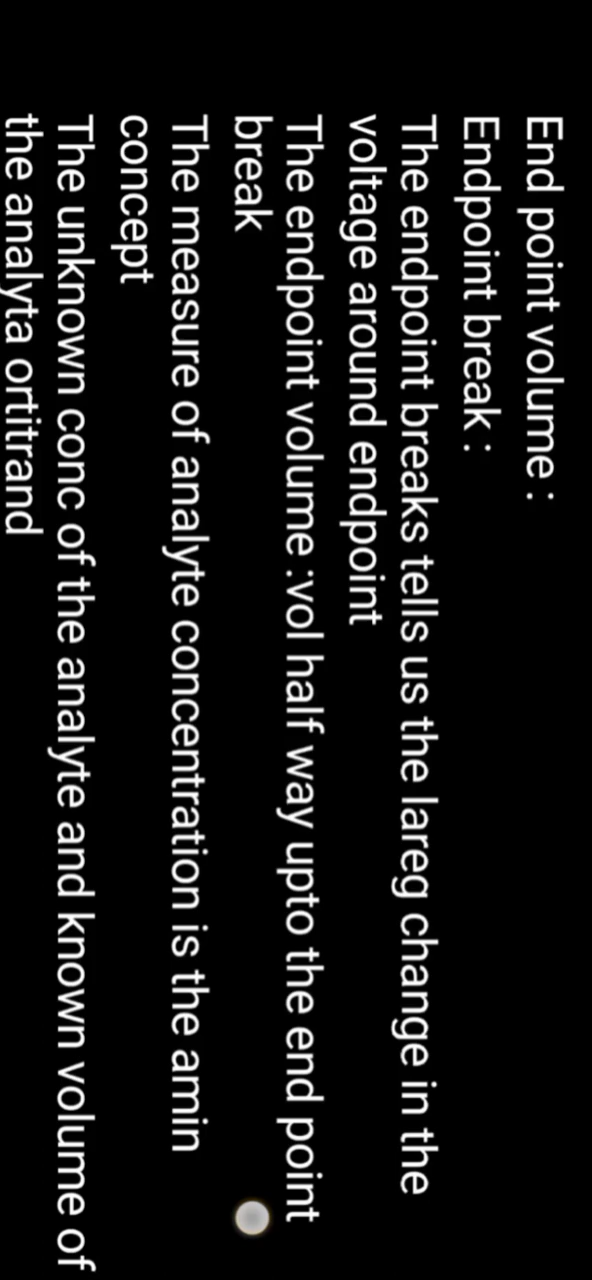 End point volume :
Endpoint break :
The endpoint breaks tells us the lareg change in the
voltage around endpoint
The endpoint volume :vol half way upto the end point
break
The measure of analyte concentration is the amin
concept
The unknown conc of the analyte and known volume of
the analyta ortitrand